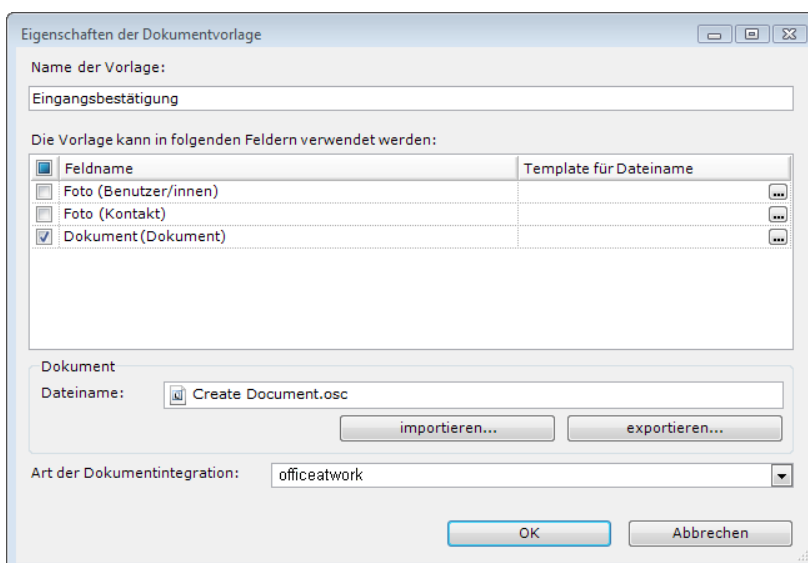 Eigenschaften der Dokumentvorlage
Name der Vorlage:
Eingangsbestätigung
Die Vorlage kann in folgenden Feldern verwendet werden:
Feldname Template für Dateiname
Foto (Benutzer/innen) ...
Foto (Kontakt) ...
Dokument (Dokument) ...
Dokument
Dateiname: Create Document.osc
importieren... exportieren...
Art der Dokumentintegration: officeatwork
OK Abbrechen